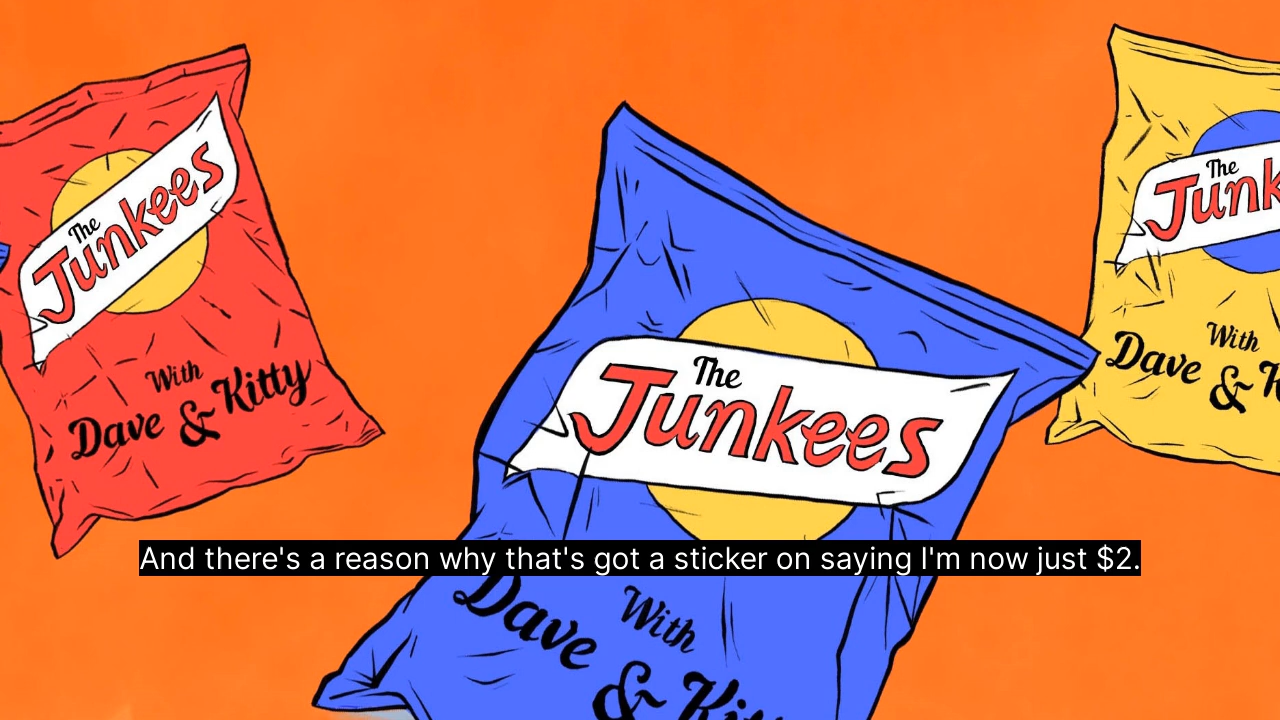 The
Junkees
With
Dave & Kitty
The
Junkees
With
Dave &
The
Junk
With
Dave &
And there's a reason why that's got a sticker on saying I'm now just $2.